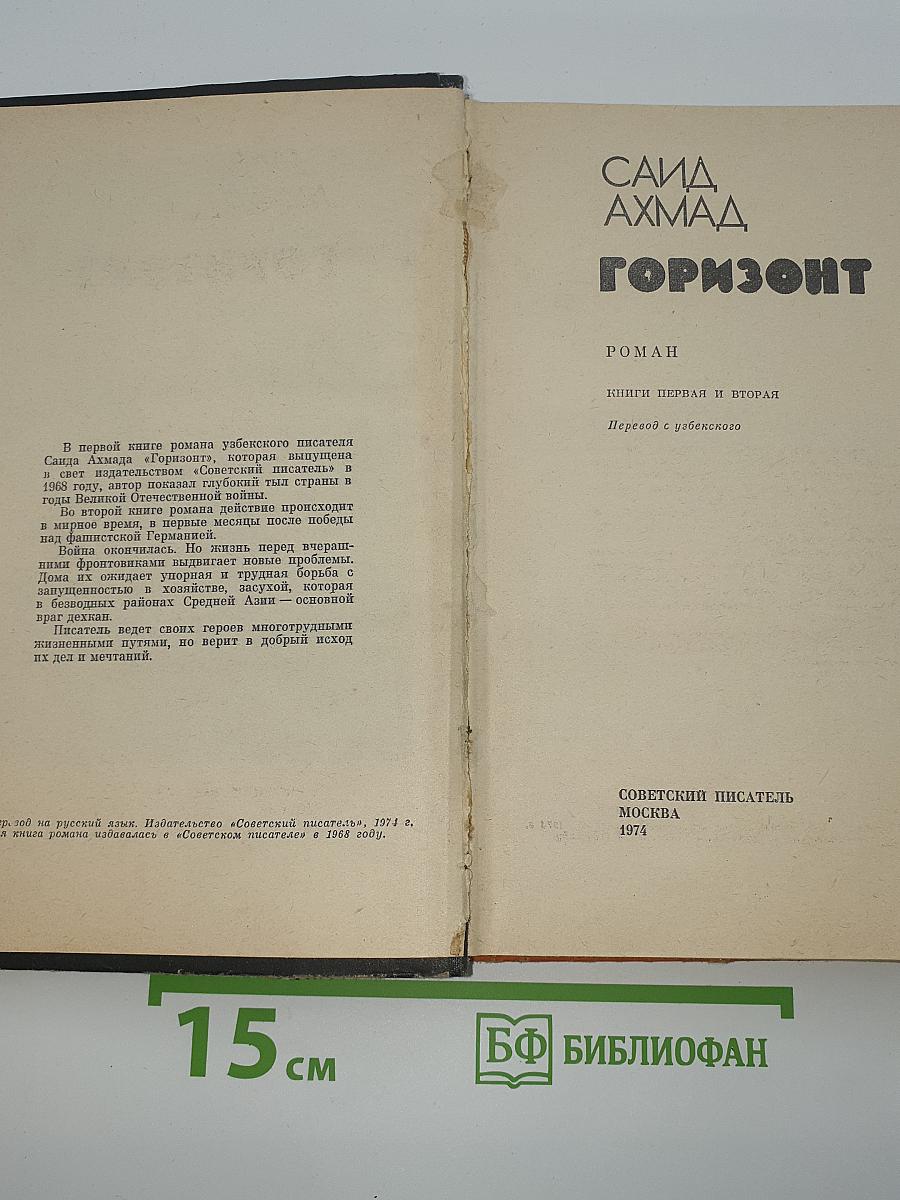 В первой книге романа узбекского писателя
Саида Ахмада «Горизонт», которая выпущена
в свет издательством «Советский писатель» в
1968 году, автор показал глубокий тыл страны в
годы Великой Отечественной войны.
Во второй книге романа действие происходит
в мирное время, в первые месяцы после победы
над фашистской Германией.
Война окончилась. Но жизнь перед вчераш-
ними фронтовиками выдвигает новые проблемы.
Дома их ожидает упорная и трудная борьба с
запущенностью в хозяйстве, засухой, которая
в безводных районах Средней Азии — основной
враг дехкан.
Писатель ведет своих героев многотрудными
жизненными путями, но верит в добрый исход
их дел и мечтаний.
на русский язык. Издательство «Советский писатель», 1974 г.
книга романа издавалась в «Советском писателе» в 1968 году.
САИД
АХМАД
ГОРИЗОНТ
РОМАН
КНИГИ ПЕРВАЯ И ВТОРАЯ
Перевод с узбекского
СОВЕТСКИЙ ПИСАТЕЛЬ
МОСКВА
1974
15 см
БФ БИБЛИОФАН